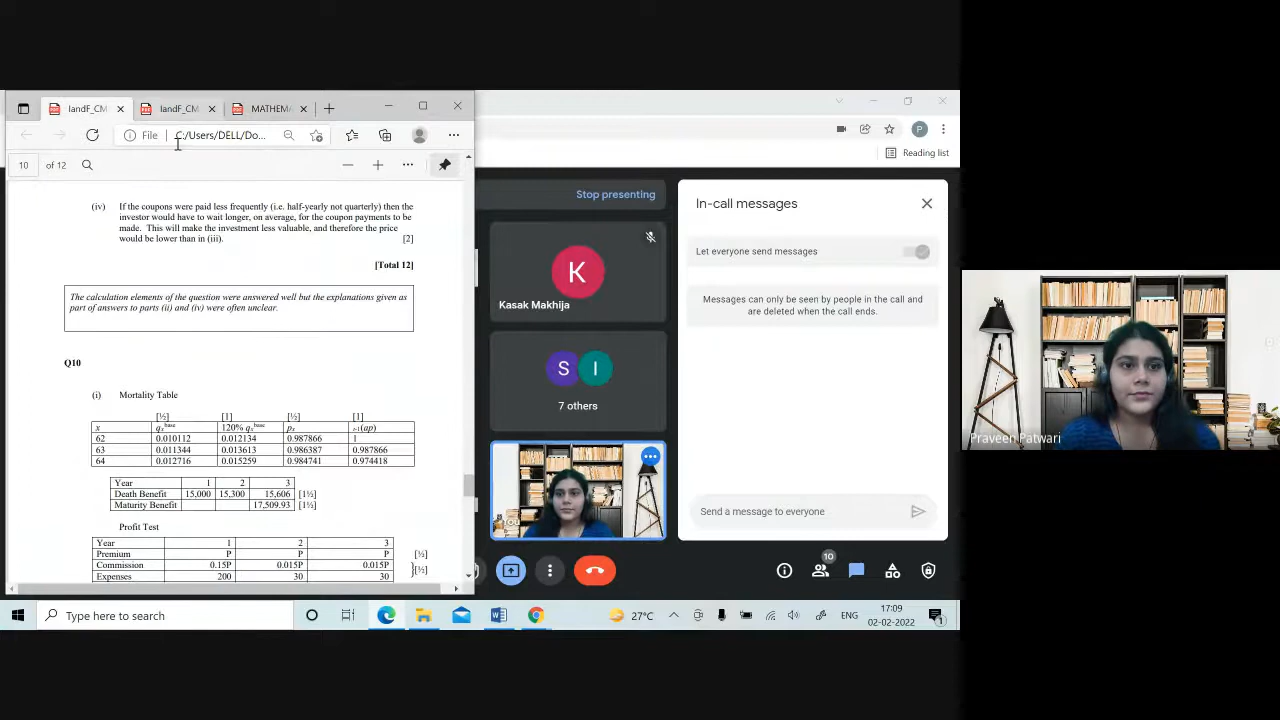 IandF_CM
IandF_CM
MATHEMA
File
C:/Users/DELL/Do...
10 of 12
(iv) If the coupons were paid less frequently (i.e. half-yearly not quarterly) then the
investor would have to wait longer, on average, for the coupon payments to be
made. This will make the investment less valuable, and therefore the price
would be lower than in (iii). [2]
[Total 12]
The calculation elements of the question were answered well but the explanations given as
part of answers to parts (ii) and (iv) were often unclear.
Q10
(i) Mortality Table
[½] [1] [½] [1]
x qx base 120% qx base px t-1(ap)
62 0.010112 0.012134 0.987866 1
63 0.011344 0.013613 0.986387 0.987866
64 0.012716 0.015259 0.984741 0.974418
Year 1 2 3
Death Benefit 15,000 15,300 15,606 [1½]
Maturity Benefit 17,509.93 [1½]
Profit Test
Year 1 2 3
Premium P P P [½]
Commission 0.15P 0.015P 0.015P }[½]
Expenses 200 30 30
P
Reading list
Stop presenting
K
Kasak Makhija
S I
7 others
You
In-call messages
Let everyone send messages
Messages can only be seen by people in the call and
are deleted when the call ends.
Send a message to everyone
10
Praveen Patwari
Type here to search
27°C
ENG
17:09
02-02-2022
1